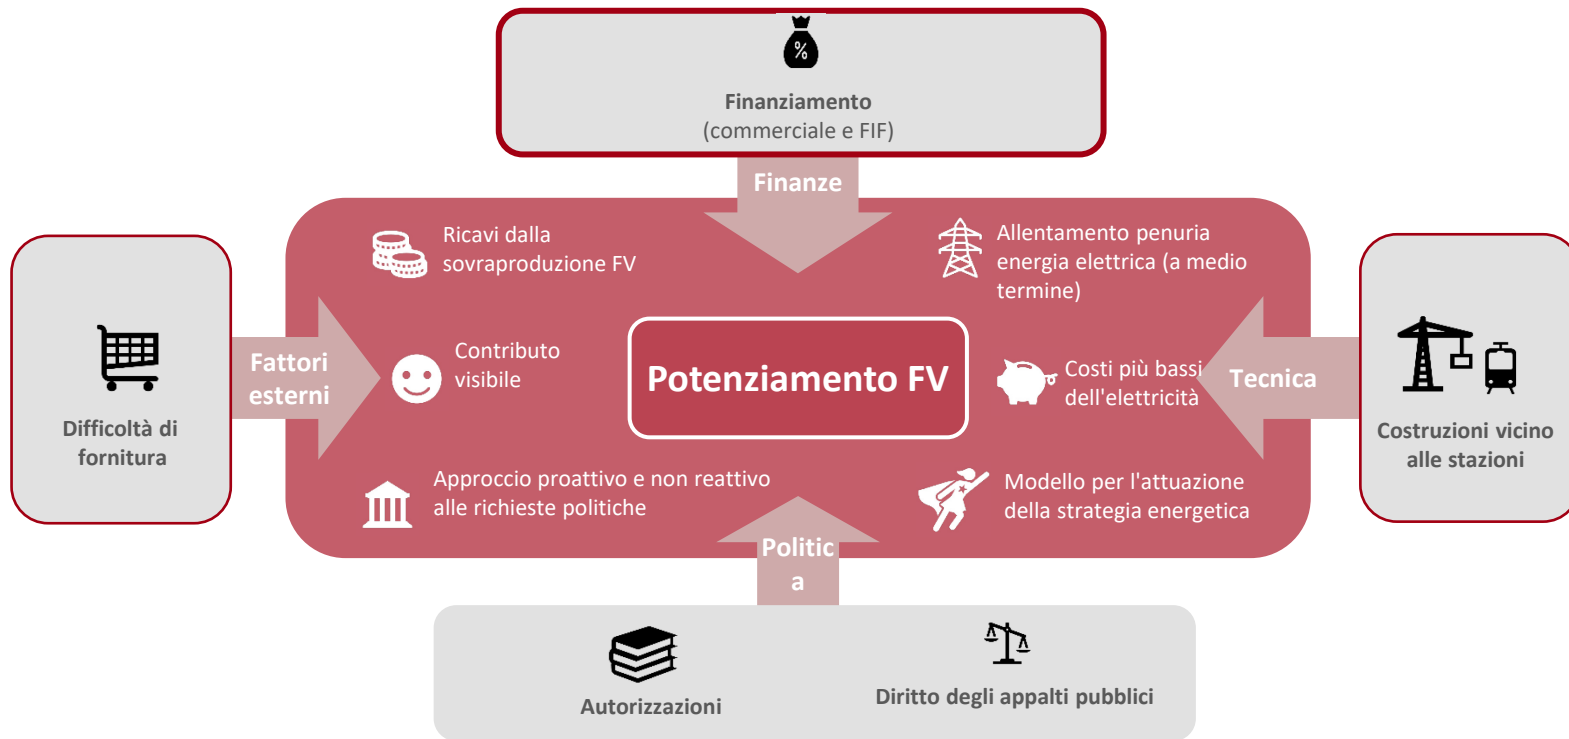 %
Finanziamento
(commerciale e FIF)
Finanze
Ricavi dalla
sovraproduzione FV
Allentamento penuria
energia elettrica (a medio
termine)
Difficoltà di
fornitura
Fattori
esterni
Contributo
visibile
Potenziamento FV
Costi più bassi
dell'elettricità
Tecnica
Costruzioni vicino
alle stazioni
Approccio proattivo e non reattivo
alle richieste politiche
Modello per l'attuazione
della strategia energetica
Politic
a
Autorizzazioni
Diritto degli appalti pubblici